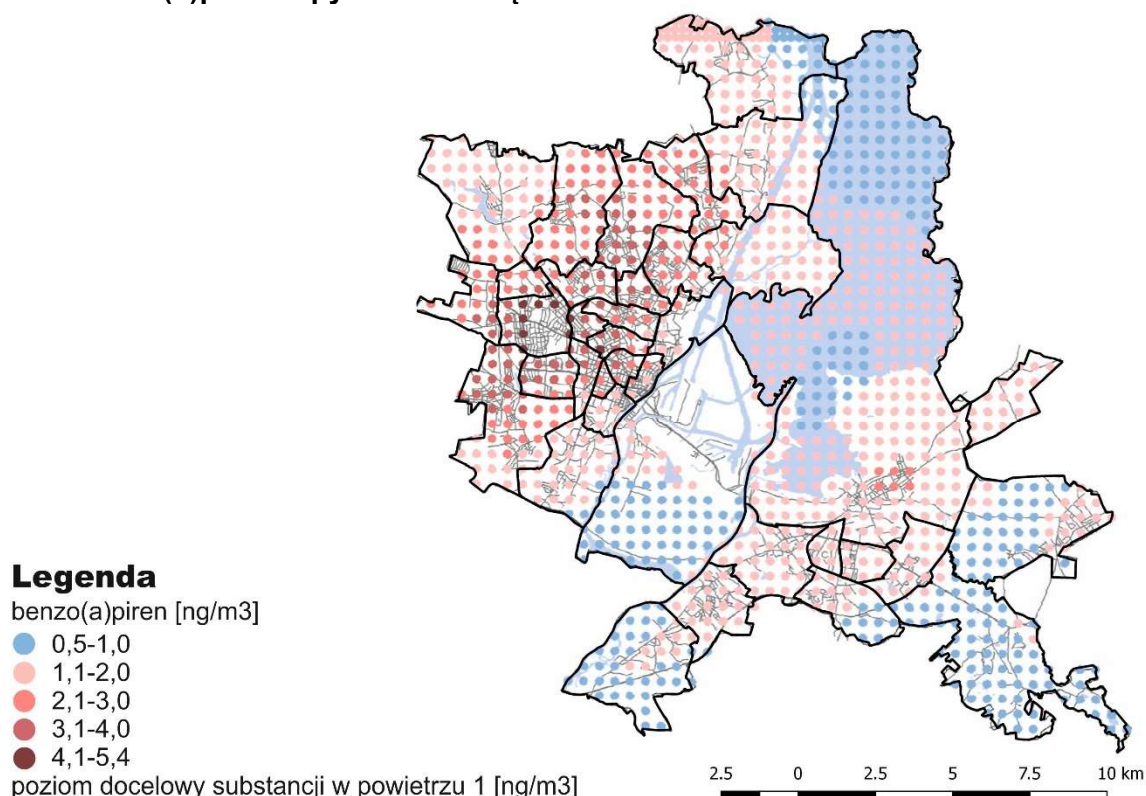 Legenda
benzo(a)piren [ng/m3]
0,5-1,0
1,1-2,0
2,1-3,0
3,1-4,0
4,1-5,4
poziom docelowy substancji w powietrzu 1 [ng/m3]
2.5 0 2.5 5 7.5 10 km